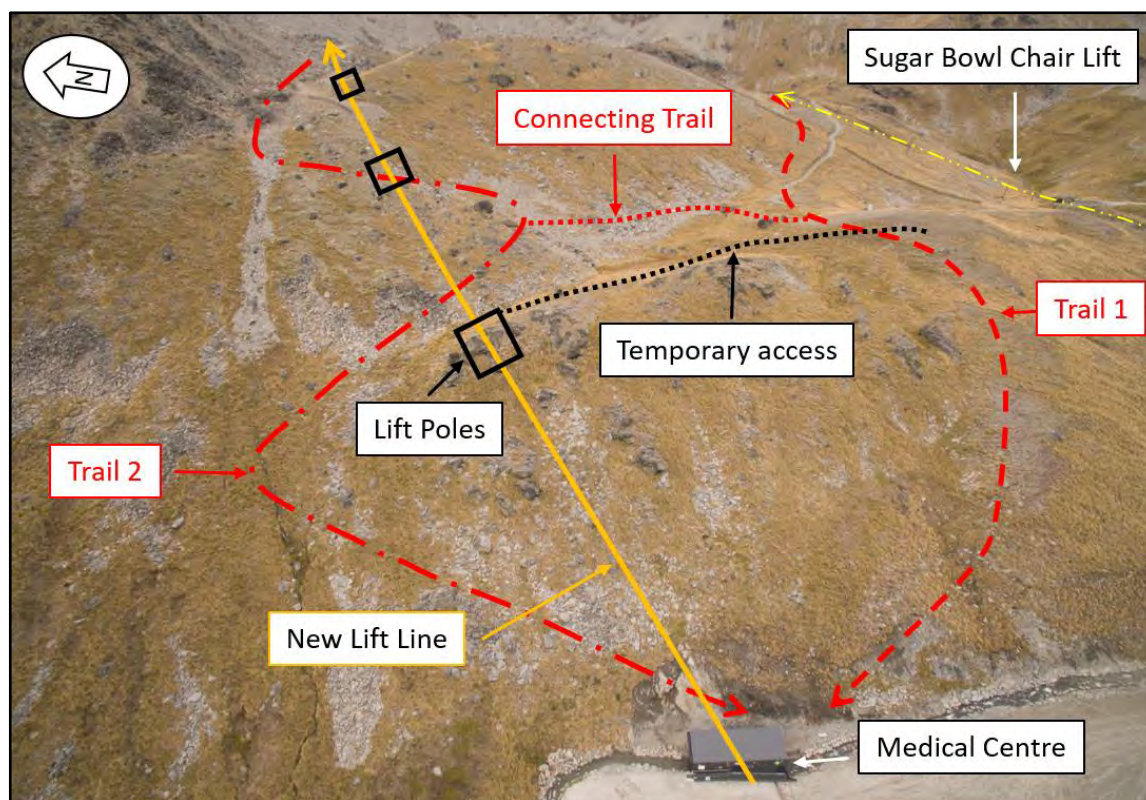 N
Sugar Bowl Chair Lift
Connecting Trail
Trail 1
Temporary access
Lift Poles
Trail 2
New Lift Line
Medical Centre